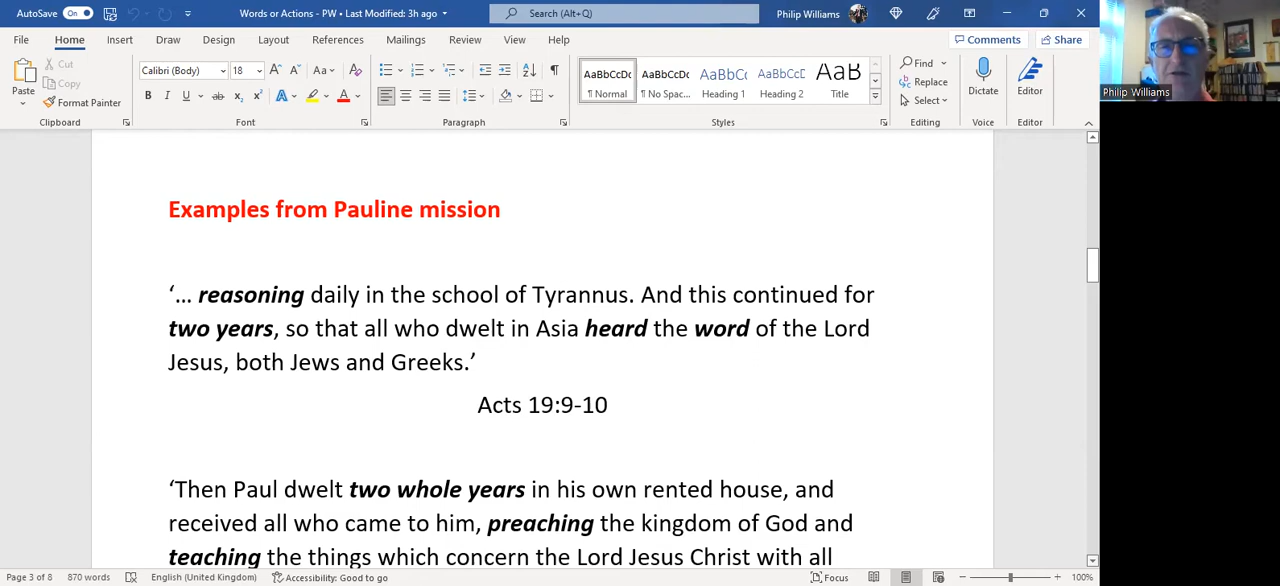 AutoSave On Words or Actions - PW • Last Modified: 3h ago Search (Alt+Q) Philip Williams
File Home Insert Draw Design Layout References Mailings Review View Help Comments Share
Paste Cut Copy Format Painter
Calibri (Body) 18 Aa
B I U ab x₂ x² A A
AaBbCcDc AaBbCcDc AaBbCc AaBbCcD AaB
¶ Normal ¶ No Spac... Heading 1 Heading 2 Title
Find Replace Select Dictate Editor
Clipboard Font Paragraph Styles Editing Voice Editor
Philip Williams
Examples from Pauline mission
‘… reasoning daily in the school of Tyrannus. And this continued for
two years, so that all who dwelt in Asia heard the word of the Lord
Jesus, both Jews and Greeks.’
Acts 19:9-10
‘Then Paul dwelt two whole years in his own rented house, and
received all who came to him, preaching the kingdom of God and
teaching the things which concern the Lord Jesus Christ with all
Page 3 of 8 870 words English (United Kingdom) Accessibility: Good to go Focus 100%